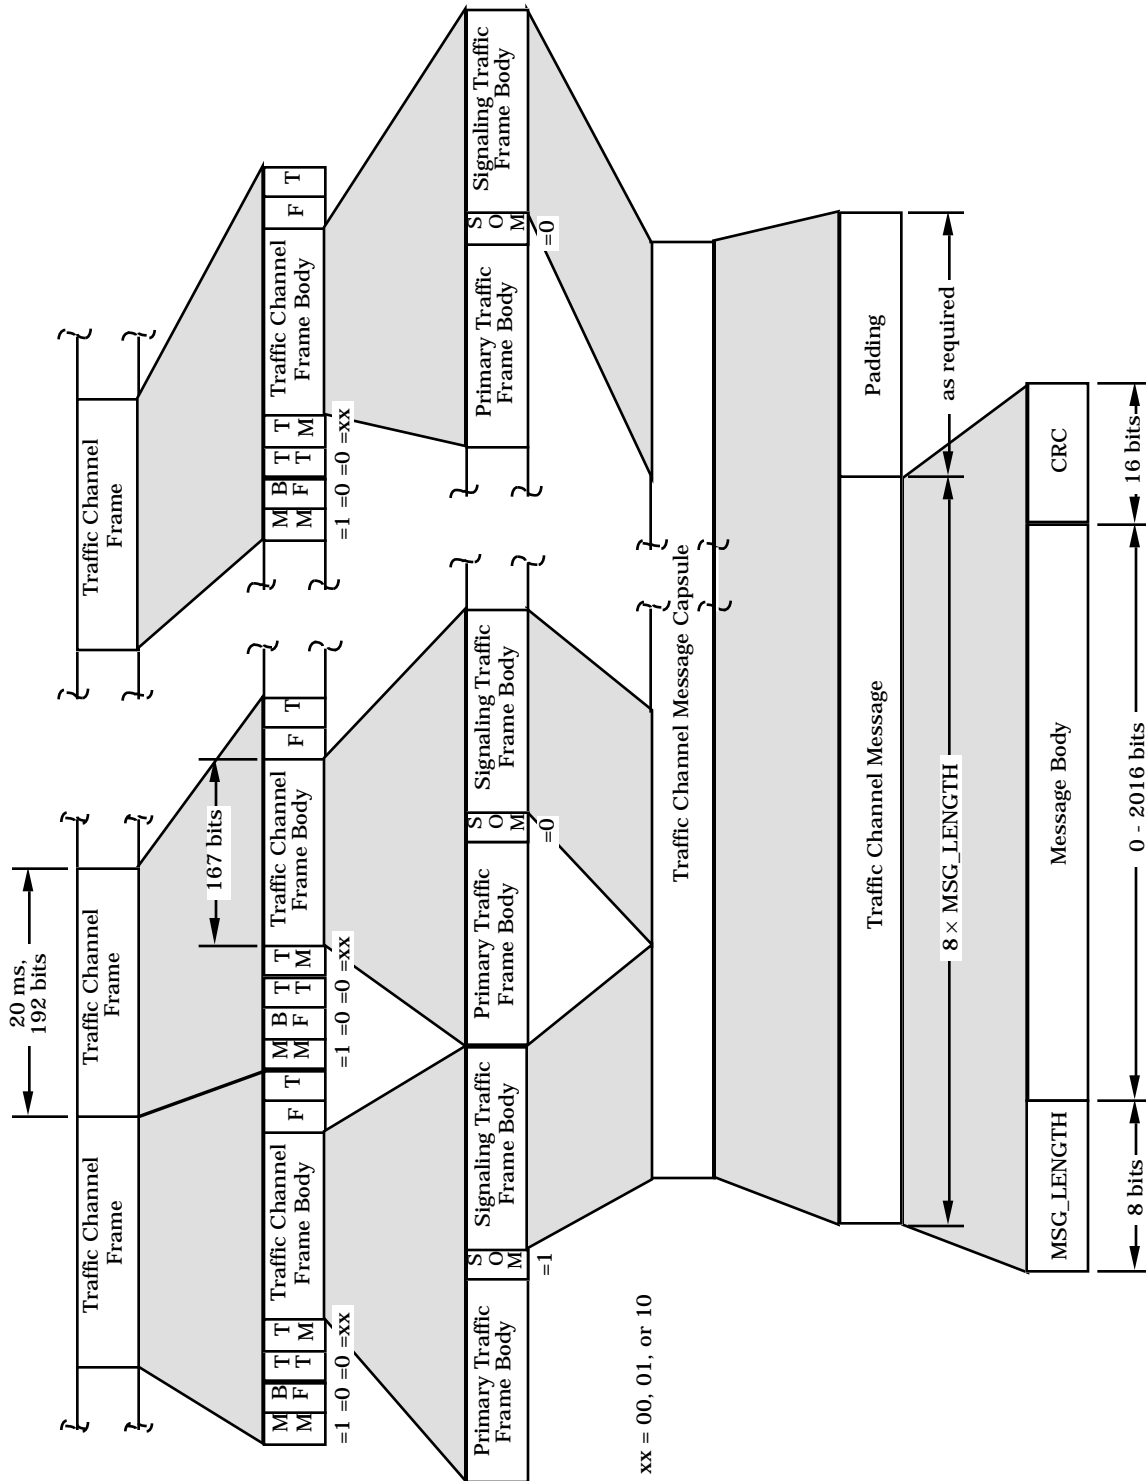 20 ms,
192 bits
Traffic Channel
Frame
Traffic Channel
Frame
Traffic Channel
Frame
167 bits
M
M
B
F
T
T
T
M
Traffic Channel
Frame Body
F
T
M
M
B
F
T
T
T
M
Traffic Channel
Frame Body
F
T
M
M
B
F
T
T
T
M
Traffic Channel
Frame Body
F
T
=1 =0 =0 =xx
=1 =0 =0 =xx
=1 =0 =0 =xx
Primary Traffic
Frame Body
S
O
M
Signaling Traffic
Frame Body
Primary Traffic
Frame Body
S
O
M
Signaling Traffic
Frame Body
Primary Traffic
Frame Body
S
O
M
Signaling Traffic
Frame Body
=1
=0
=0
xx = 00, 01, or 10
Traffic Channel Message Capsule
Traffic Channel Message
Padding
8 × MSG_LENGTH
as required
MSG_LENGTH
Message Body
CRC
8 bits
0 - 2016 bits
16 bits